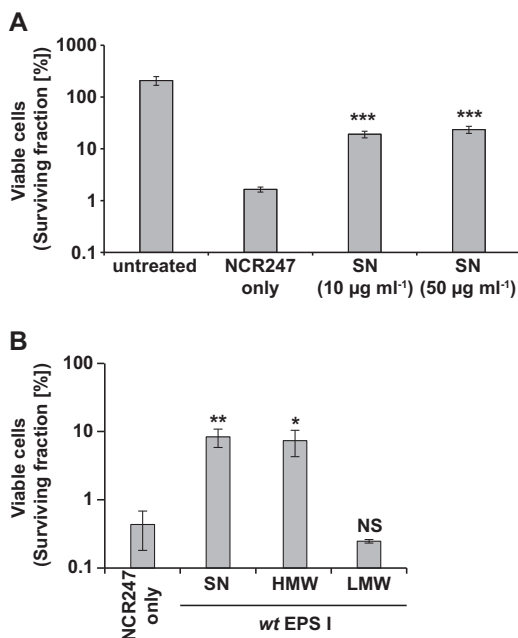 A
Viable cells
(Surviving fraction [%])
1000
100
10
1
0.1
***
***
untreated
NCR247
only
SN
(10 µg ml⁻¹)
SN
(50 µg ml⁻¹)
B
Viable cells
(Surviving fraction [%])
100
10
1
0.1
**
*
NS
NCR247
only
SN
HMW
LMW
wt EPS I